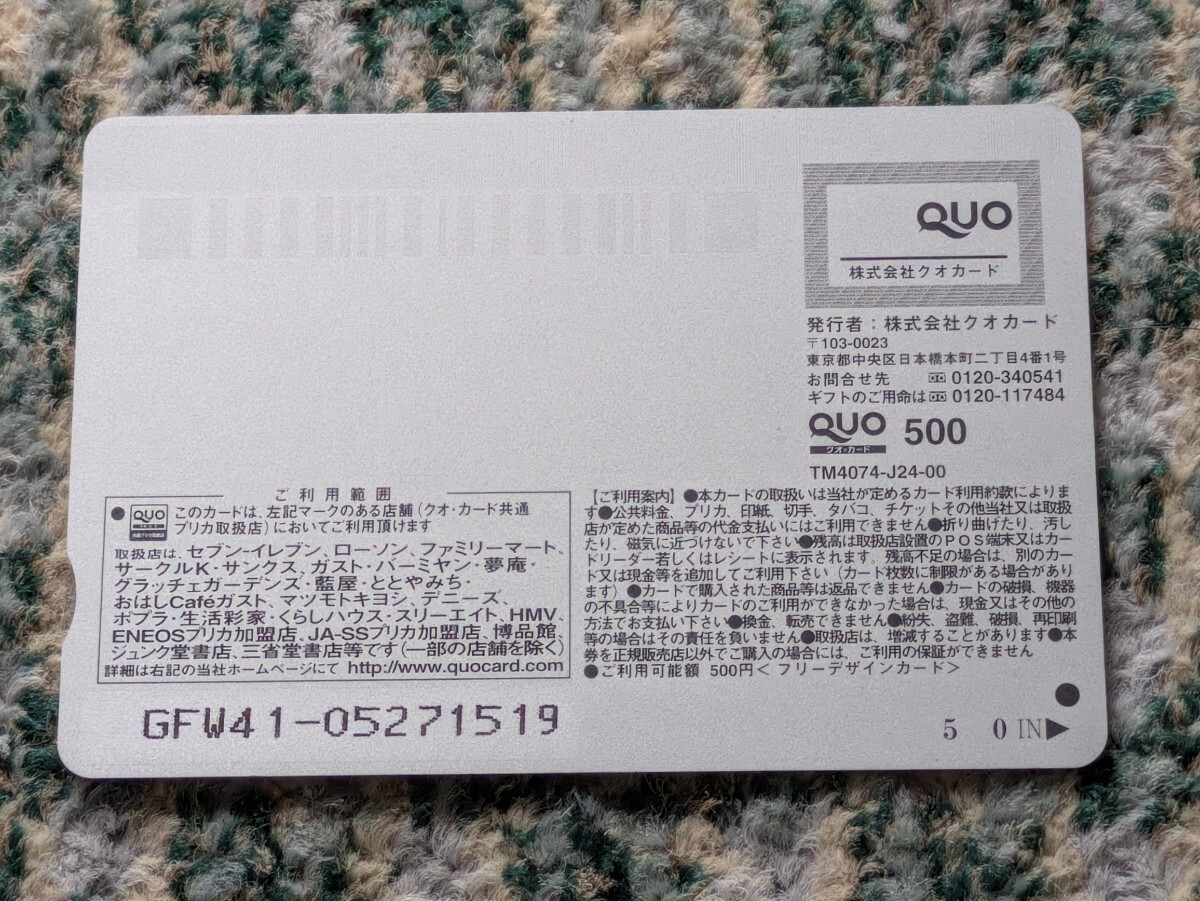 QUO
株式会社クオカード
発行者：株式会社クオカード
〒103-0023
東京都中央区日本橋本町二丁目4番1号
お問合せ先 0120-340541
ギフトのご用命は 0120-117484
QUO 500
クオ・カード
TM4074-J24-00
ご利用範囲
QUO
このカードは、左記マークのある店舗(クオ・カード共通
プリカ取扱店)においてご利用頂けます
取扱店は、セブン-イレブン、ローソン、ファミリーマート、
サークルK・サンクス、ガスト・バーミヤン・夢庵・
グラッチェガーデンズ・藍屋・ととやみち・
おはしCaféガスト、マツモトキヨシ、デニーズ、
ポプラ・生活彩家・くらしハウス・スリーエイト、HMV、
ENEOSプリカ加盟店、JA-SSプリカ加盟店、博品館、
ジュンク堂書店、三省堂書店等です(一部の店舗を除く)
詳細は右記の当社ホームページにて http://www.quocard.com
【ご利用案内】●本カードの取扱いは当社が定めるカード利用約款によりま
す●公共料金、プリカ、印紙、切手、タバコ、チケットその他当社又は取扱
店が定めた商品等の代金支払いにはご利用できません●折り曲げたり、汚し
たり、磁気に近づけないで下さい●残高は取扱店設置のPOS端末又はカー
ドリーダー若しくはレシートに表示されます。残高不足の場合は、別のカー
ド又は現金等を追加してご利用下さい(カード枚数に制限がある場合があり
ます)●カードで購入された商品等は返品できません●カードの破損、機器
の不具合等によりカードのご利用ができなかった場合は、現金又はその他の
方法でお支払い下さい●換金、転売できません●紛失、盗難、破損、再印刷
等の場合はその責任を負いません●取扱店は、増減することがあります●本
券を正規販売店以外でご購入の場合には、ご利用の保証ができません
●ご利用可能額 500円＜フリーデザインカード＞
GFW41-05271519
5 0 IN▶